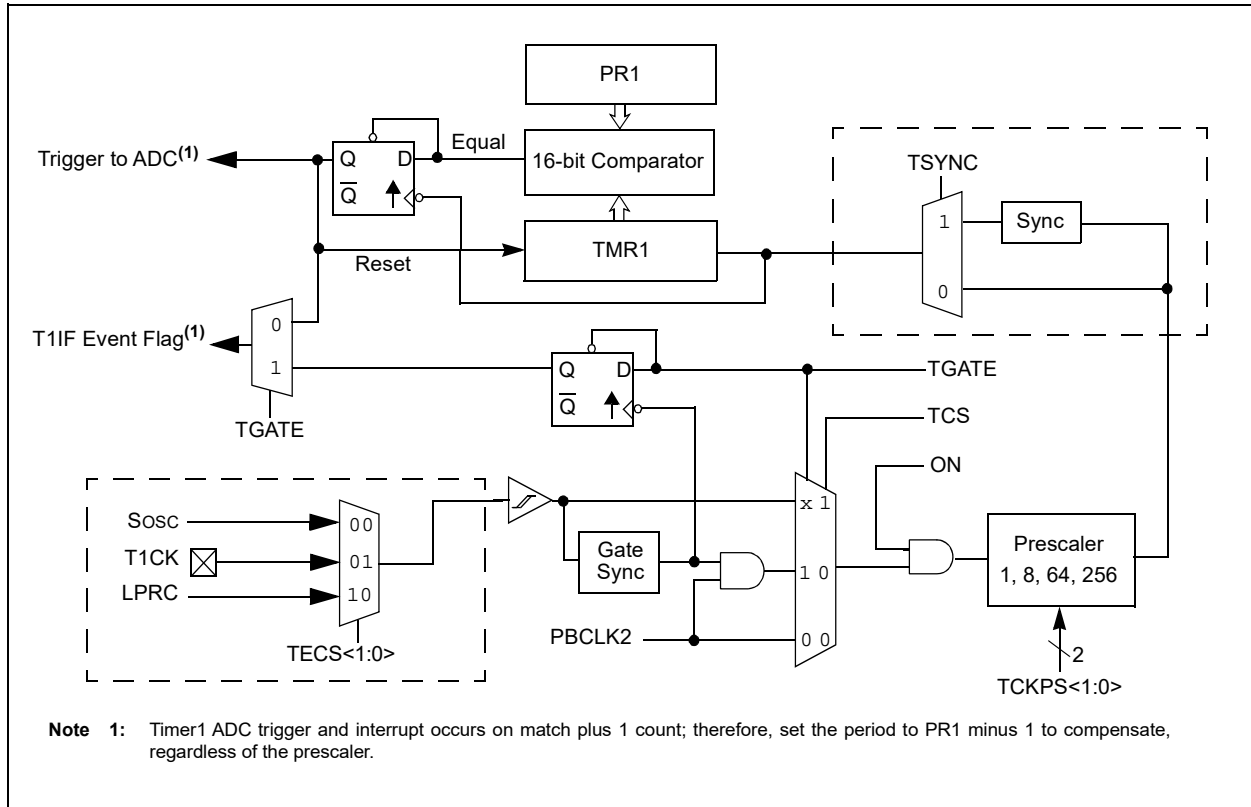 PR1
Equal
16-bit Comparator
Trigger to ADC(1)
Q D
Q
TMR1
Reset
TSYNC
1
Sync
0
T1IF Event Flag(1)
0
1
TGATE
Q D
Q
TGATE
TCS
ON
SOSC
T1CK
LPRC
00
01
10
TECS<1:0>
Gate
Sync
PBCLK2
x 1
1 0
0 0
Prescaler
1, 8, 64, 256
2
TCKPS<1:0>
Note 1: Timer1 ADC trigger and interrupt occurs on match plus 1 count; therefore, set the period to PR1 minus 1 to compensate,
regardless of the prescaler.